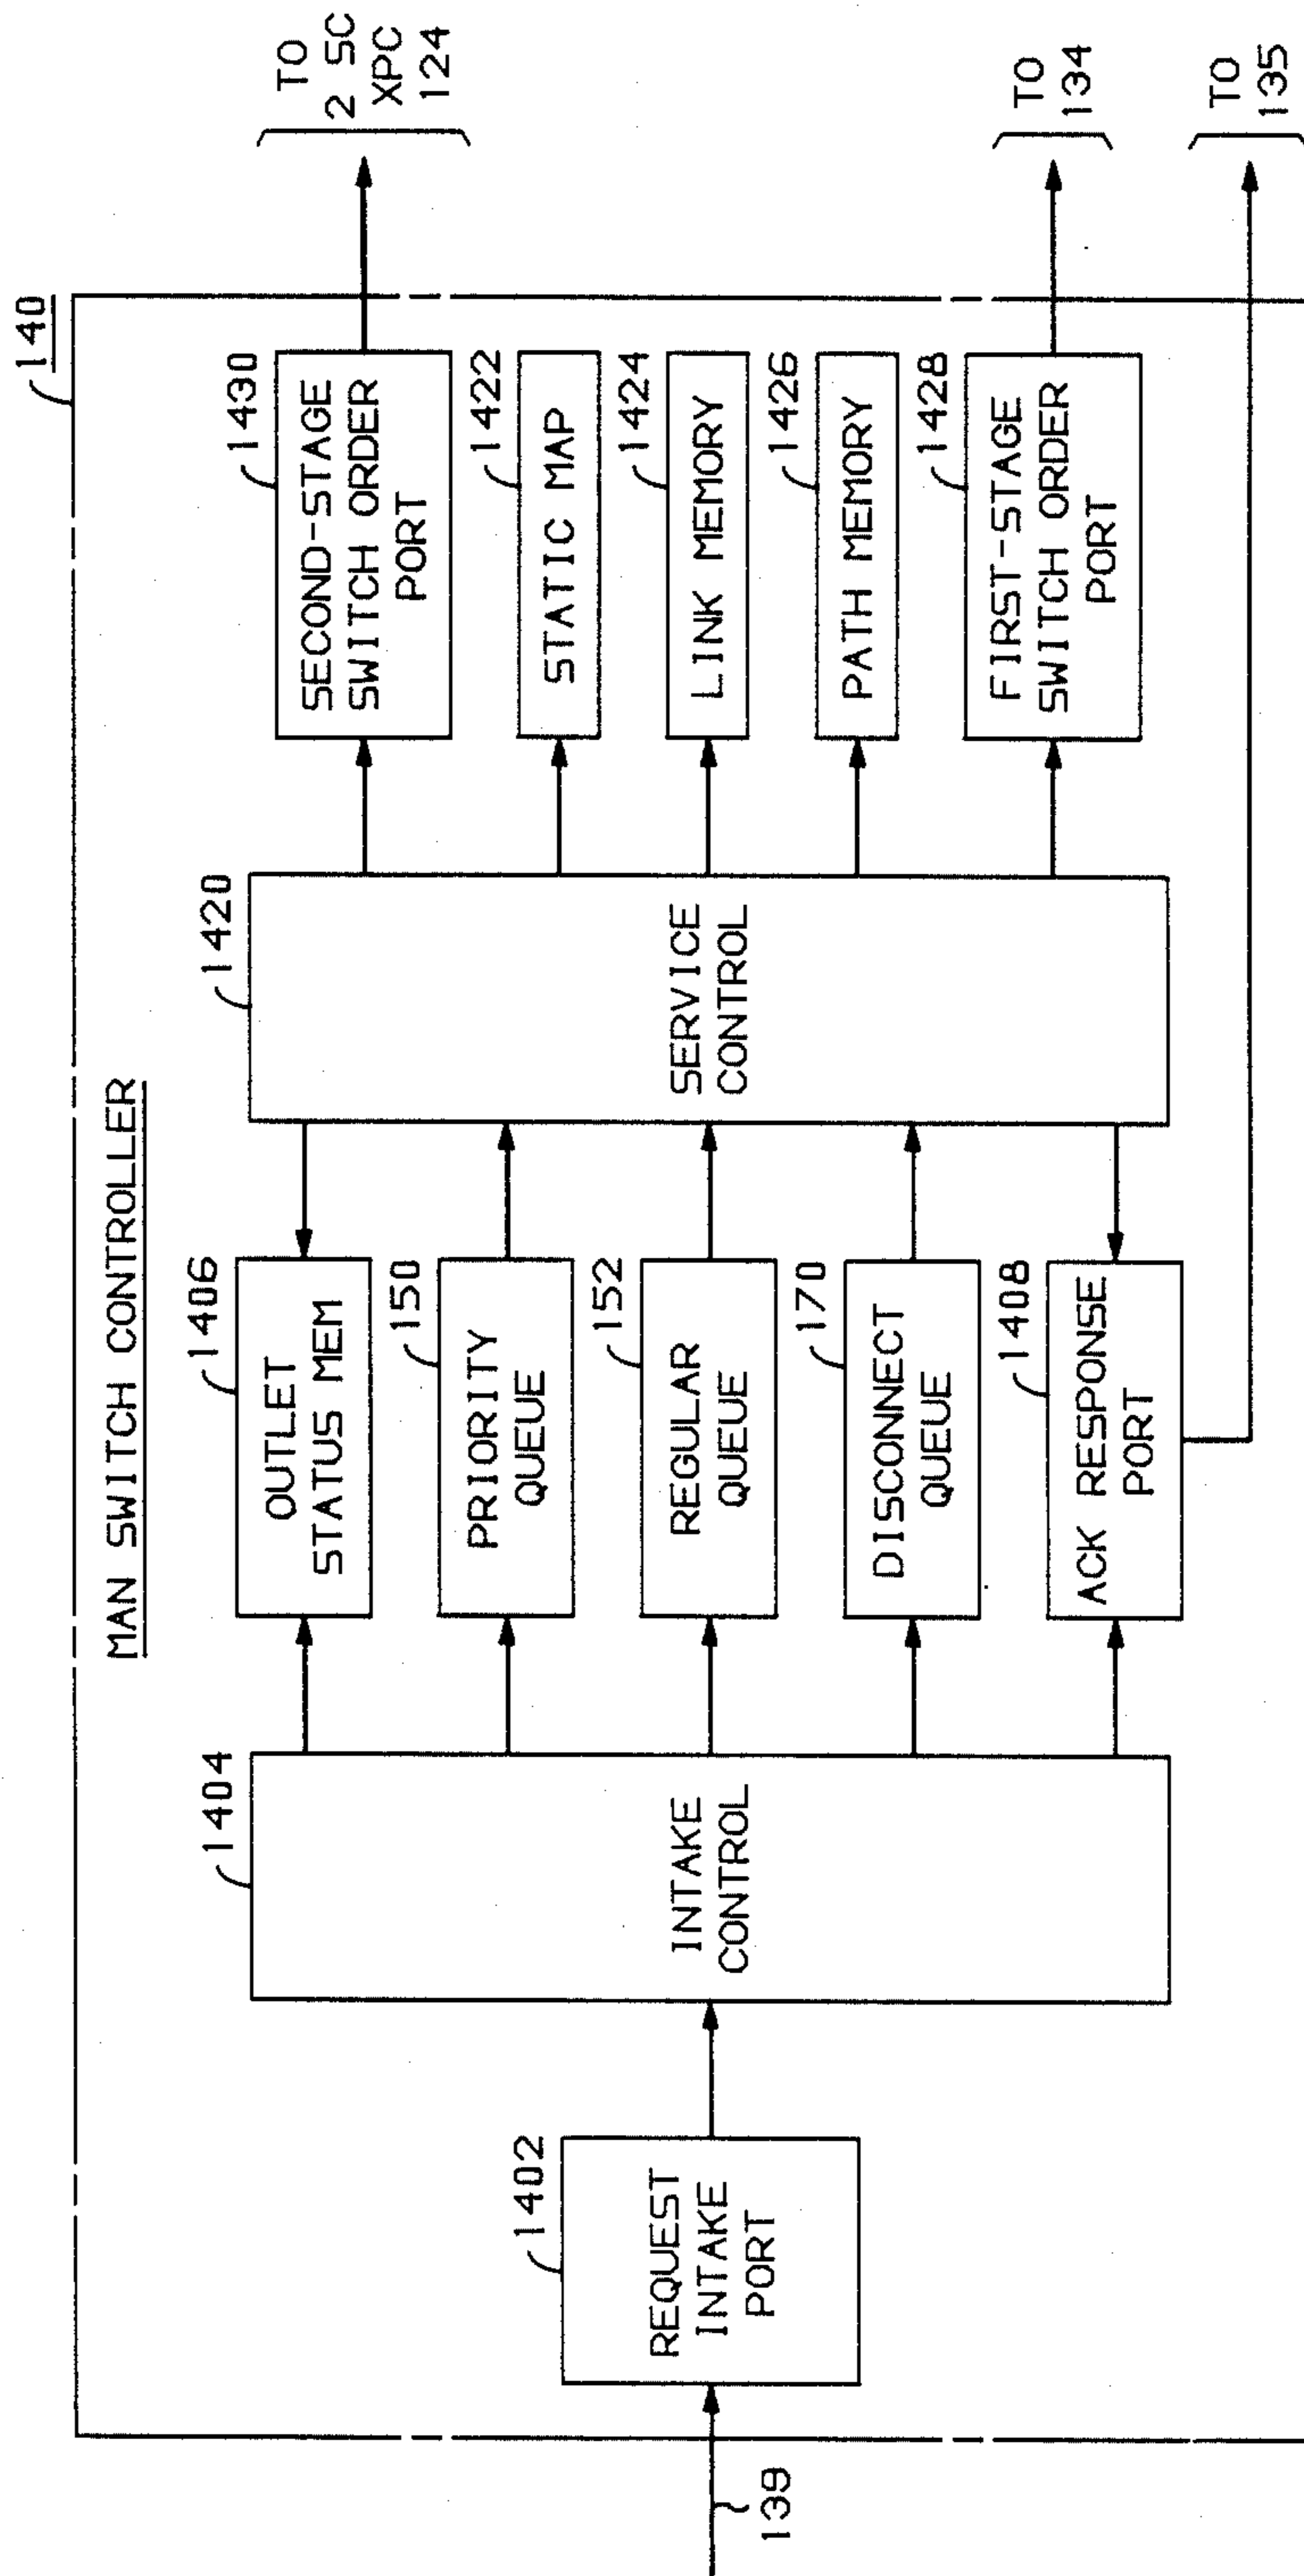 MAN SWITCH CONTROLLER
140
139
1402
REQUEST
INTAKE
PORT
1404
INTAKE
CONTROL
1406
OUTLET
STATUS MEM
150
PRIORITY
QUEUE
152
REGULAR
QUEUE
170
DISCONNECT
QUEUE
1408
ACK RESPONSE
PORT
1420
SERVICE
CONTROL
1430
SECOND-STAGE
SWITCH ORDER
PORT
1422
STATIC MAP
1424
LINK MEMORY
1426
PATH MEMORY
1428
FIRST-STAGE
SWITCH ORDER
PORT
TO
2 SC
XPC
124
TO
134
TO
135